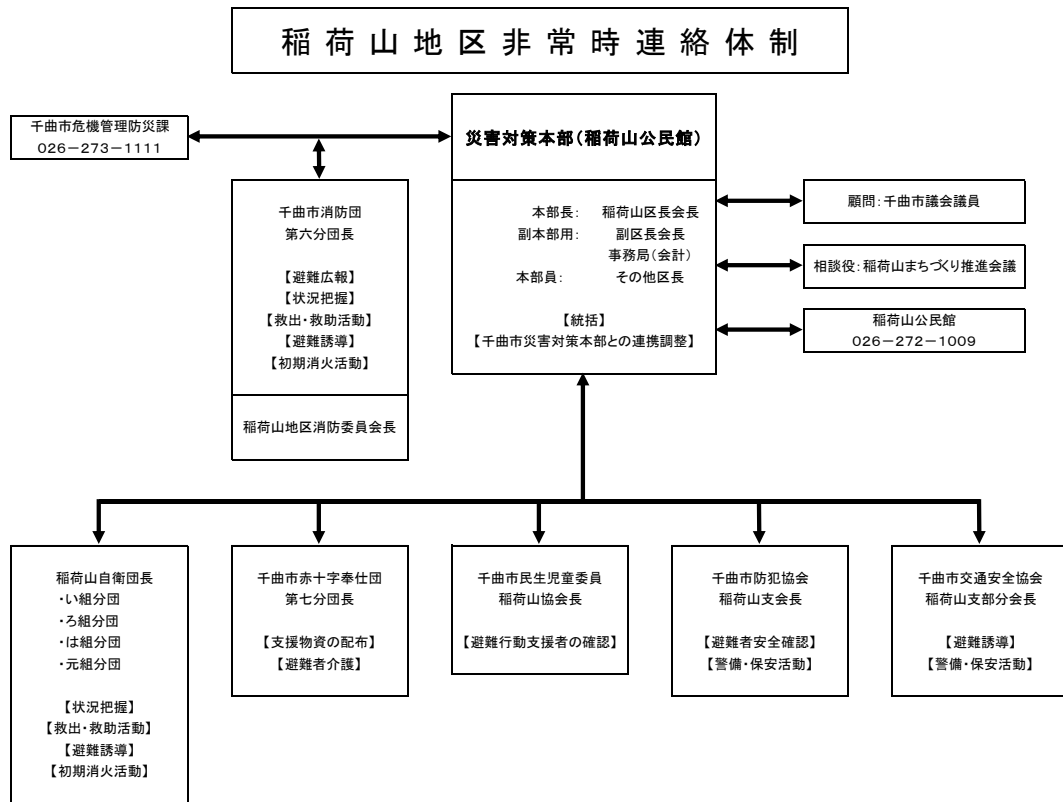 稲荷山地区非常時連絡体制
千曲市危機管理防災課
026-273-1111
災害対策本部(稲荷山公民館)
本部長: 稲荷山区長会長
副本部用: 副区長会長
事務局(会計)
本部員: その他区長
【統括】
【千曲市災害対策本部との連携調整】
千曲市消防団
第六分団長
【避難広報】
【状況把握】
【救出・救助活動】
【避難誘導】
【初期消火活動】
稲荷山地区消防委員会長
顧問:千曲市議会議員
相談役:稲荷山まちづくり推進会議
稲荷山公民館
026-272-1009
稲荷山自衛団長
・い組分団
・ろ組分団
・は組分団
・元組分団
【状況把握】
【救出・救助活動】
【避難誘導】
【初期消火活動】
千曲市赤十字奉仕団
第七分団長
【支援物資の配布】
【避難者介護】
千曲市民生児童委員
稲荷山協会長
【避難行動支援者の確認】
千曲市防犯協会
稲荷山支会長
【避難者安全確認】
【警備・保安活動】
千曲市交通安全協会
稲荷山支部分会長
【避難誘導】
【警備・保安活動】